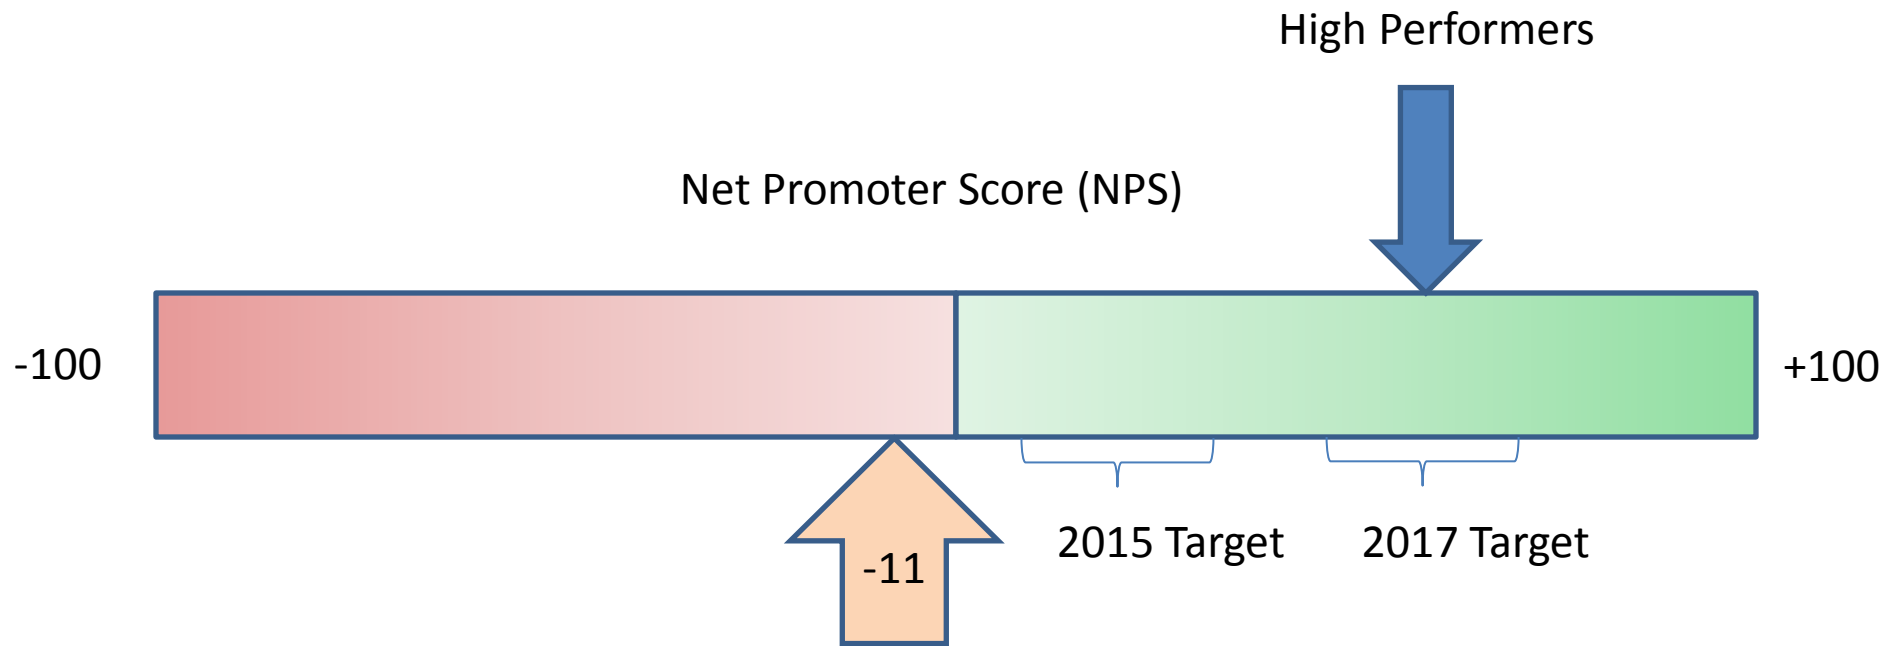 High Performers
Net Promoter Score (NPS)
-100
+100
2015 Target
2017 Target
-11